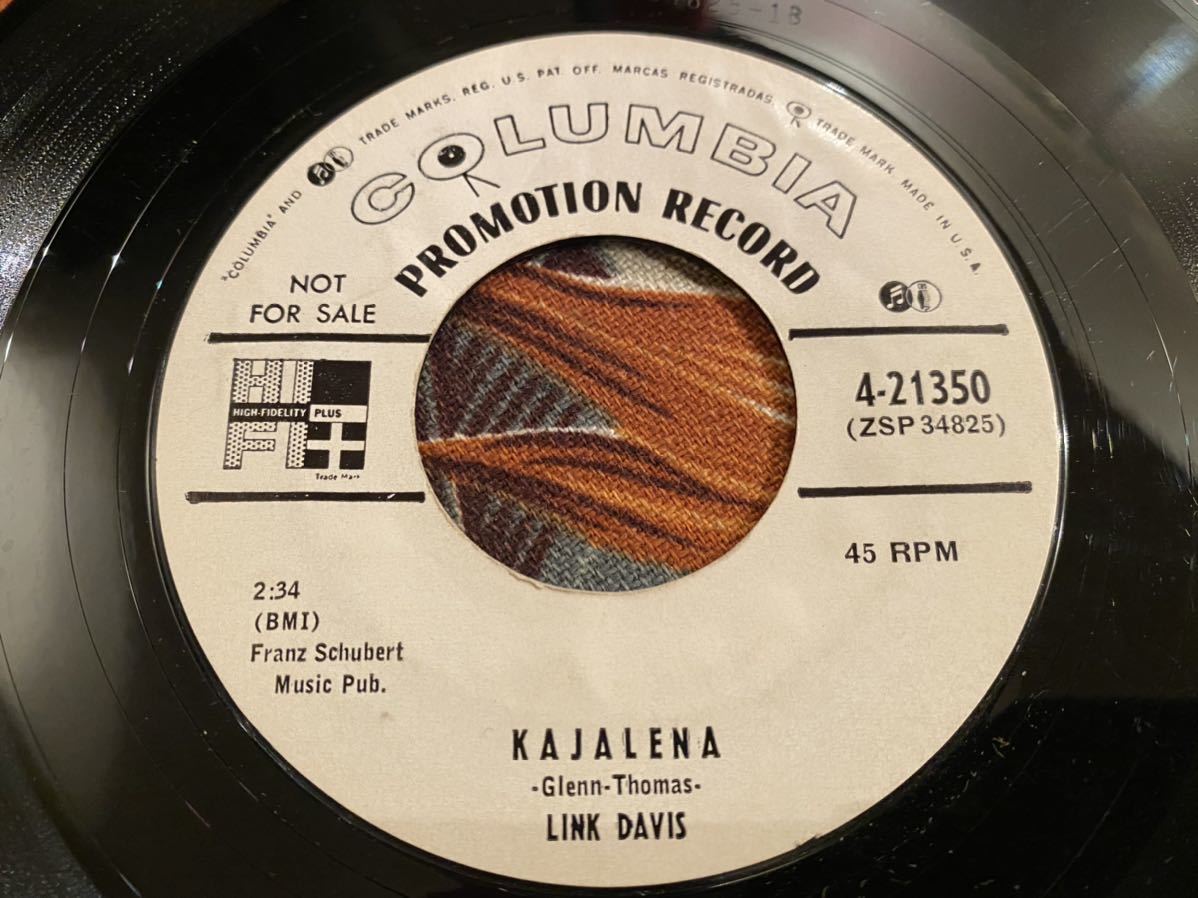 "COLUMBIA" AND TRADE MARKS, REG. U.S. PAT. OFF. MARCAS REGISTRADAS, TRADE MARK. MADE IN U.S.A.
COLUMBIA
PROMOTION RECORD
NOT
FOR SALE
HI
HIGH-FIDELITY PLUS
FI
Trade Mark
4-21350
(ZSP 34825)
45 RPM
2:34
(BMI)
Franz Schubert
Music Pub.
KAJALENA
-Glenn-Thomas-
LINK DAVIS